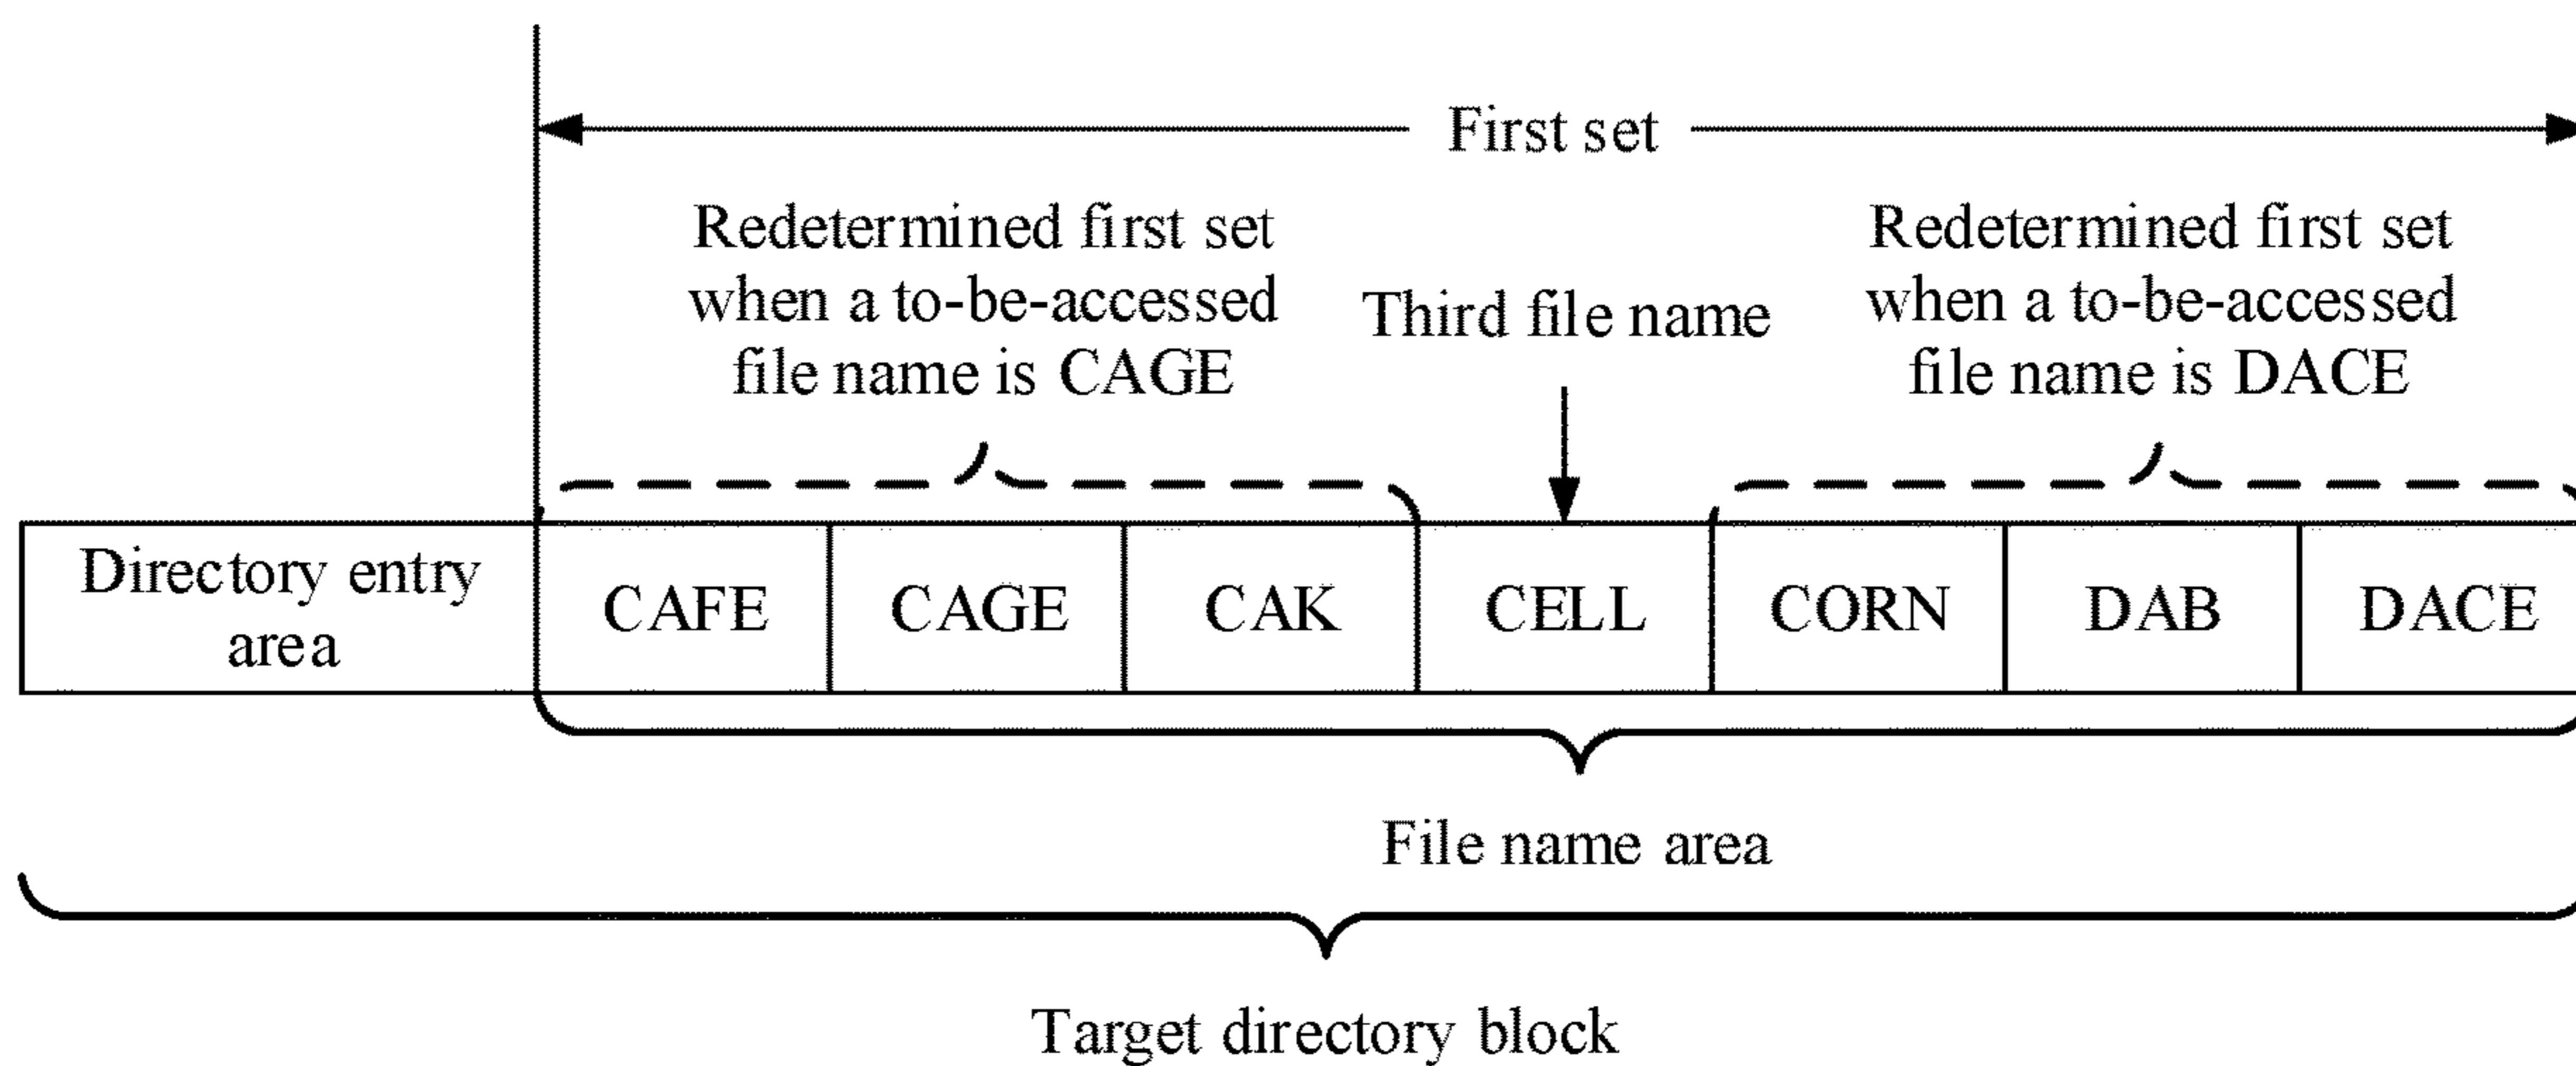 First set
Redetermined first set
when a to-be-accessed
file name is CAGE
Third file name
Redetermined first set
when a to-be-accessed
file name is DACE
Directory entry
area
CAFE
CAGE
CAK
CELL
CORN
DAB
DACE
File name area
Target directory block